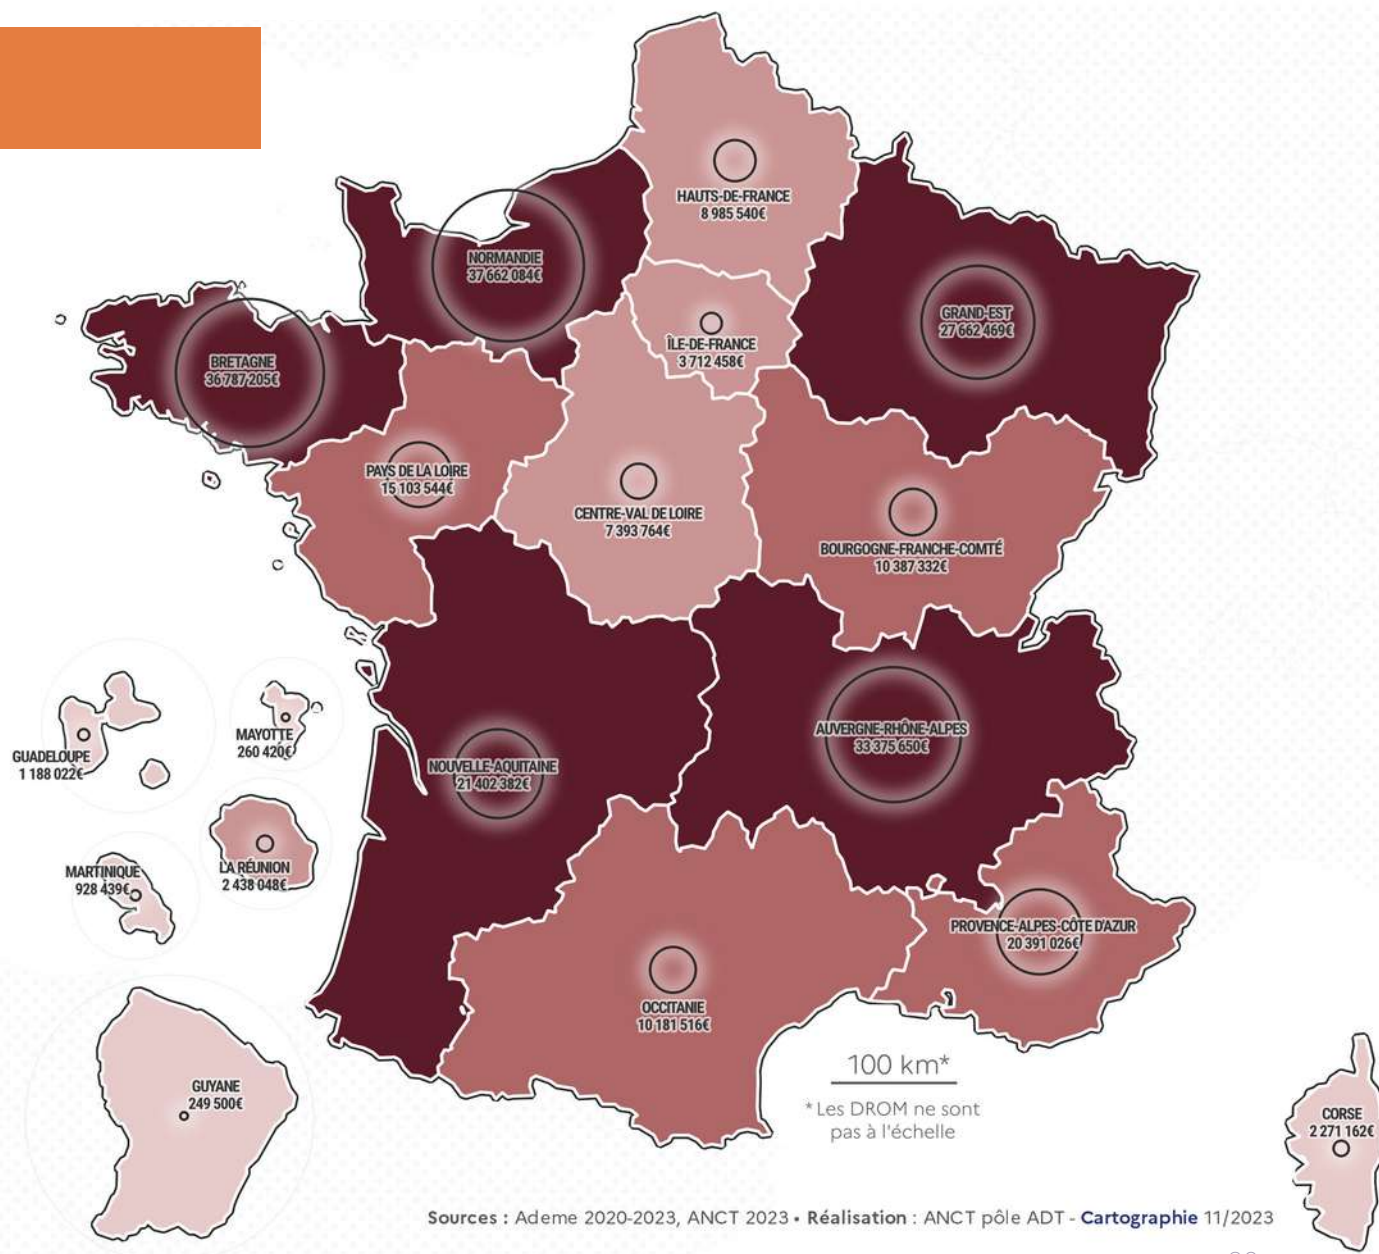 HAUTS-DE-FRANCE
8 985 540€
NORMANDIE
37 662 084€
GRAND-EST
27 662 469€
ÎLE-DE-FRANCE
3 712 458€
BRETAGNE
36 787 205€
PAYS DE LA LOIRE
15 103 544€
CENTRE-VAL DE LOIRE
7 393 764€
BOURGOGNE-FRANCHE-COMTÉ
10 387 332€
GUADELOUPE
1 188 022€
MAYOTTE
260 420€
NOUVELLE-AQUITAINE
21 402 382€
AUVERGNE-RHÔNE-ALPES
33 375 650€
MARTINIQUE
928 439€
LA RÉUNION
2 438 048€
PROVENCE-ALPES-CÔTE D'AZUR
20 391 026€
OCCITANIE
10 181 516€
GUYANE
249 500€
100 km*
* Les DROM ne sont
pas à l'échelle
CORSE
2 271 162€
Sources : Ademe 2020-2023, ANCT 2023 • Réalisation : ANCT pôle ADT - Cartographie 11/2023